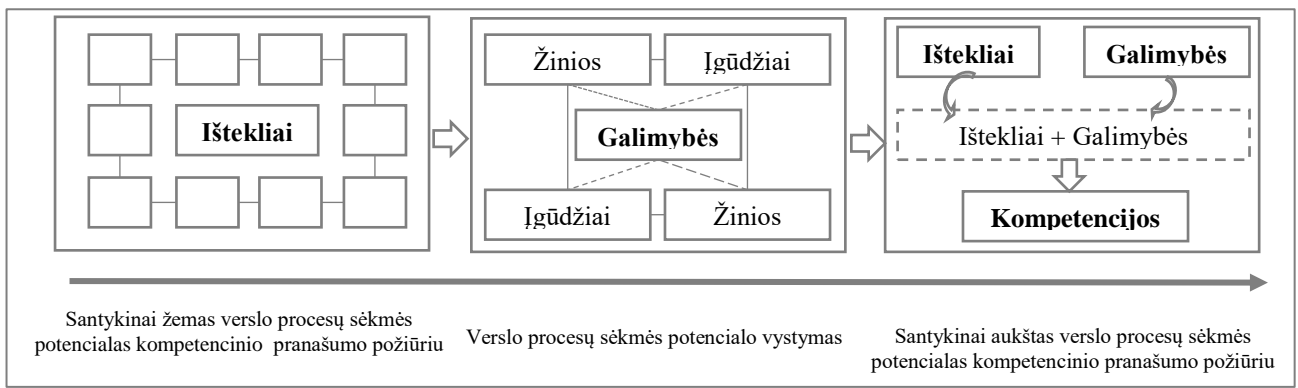 Ištekliai
Žinios
Įgūdžiai
Galimybės
Įgūdžiai
Žinios
Ištekliai
Galimybės
Ištekliai + Galimybės
Kompetencijos
Santykinai žemas verslo procesų sėkmės
potencialas kompetencinio pranašumo požiūriu
Verslo procesų sėkmės potencialo vystymas
Santykinai aukštas verslo procesų sėkmės
potencialas kompetencinio pranašumo požiūriu